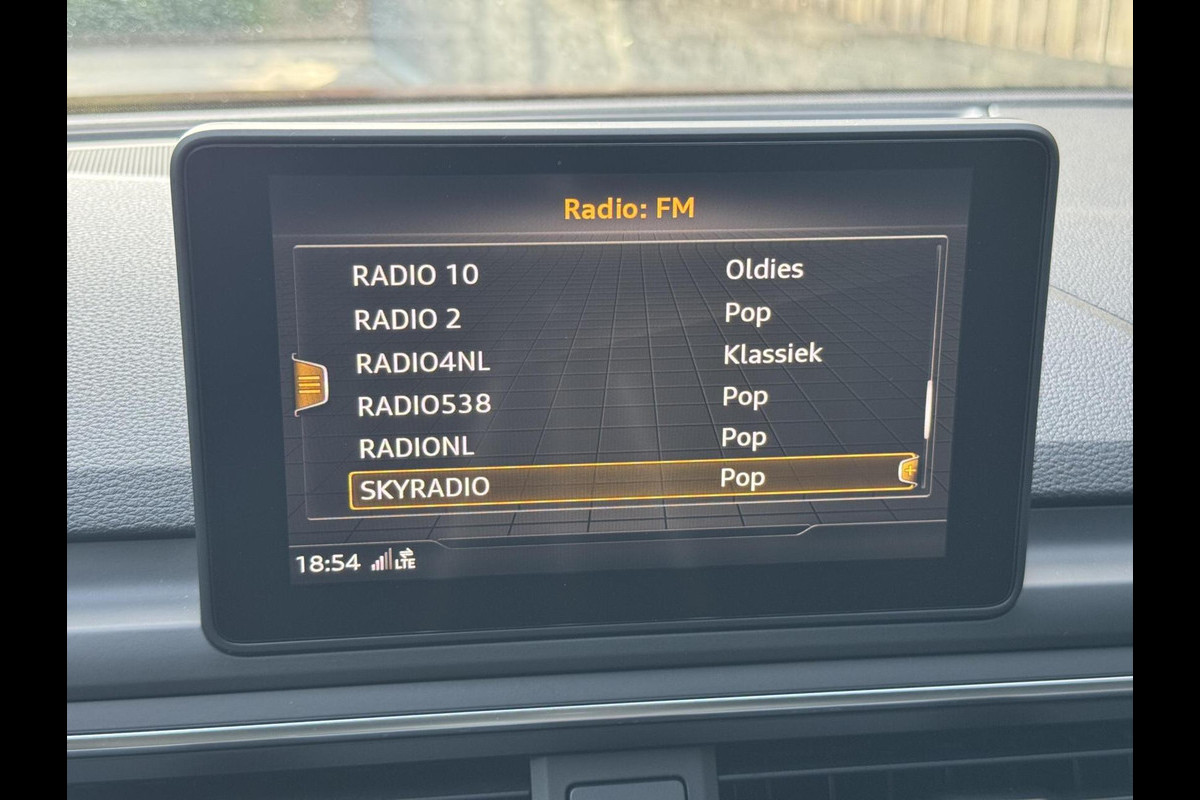 Radio: FM
RADIO 10 Oldies
RADIO 2 Pop
RADIO4NL Klassiek
RADIO538 Pop
RADIONL Pop
SKYRADIO Pop
18:54 LTE